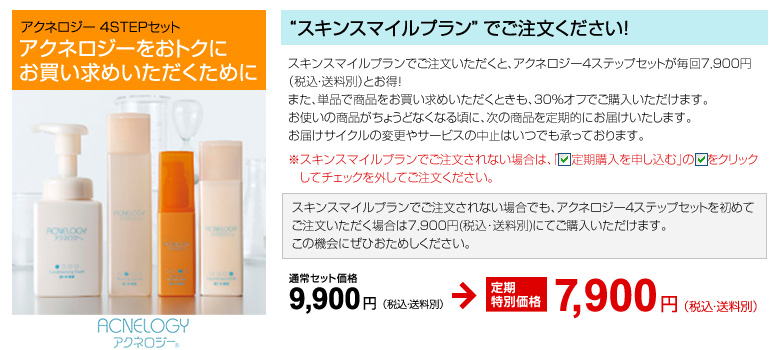 アクネロジー 4STEPセット
アクネロジーをおトクに
お買い求めいただくために
“スキンスマイルプラン” でご注文ください!
スキンスマイルプランでご注文いただくと、アクネロジー4ステップセットが毎回7,900円
(税込・送料別)とお得!
また、単品で商品をお買い求めいただくときも、30%オフでご購入いただけます。
お使いの商品がちょうどなくなる頃に、次の商品を定期的にお届けいたします。
お届けサイクルの変更やサービスの中止はいつでも承っております。
※スキンスマイルプランでご注文されない場合は、「☑定期購入を申し込む」の☑をクリック
してチェックを外してご注文ください。
スキンスマイルプランでご注文されない場合でも、アクネロジー4ステップセットを初めて
ご注文いただく場合は7,900円(税込・送料別)にてご購入いただけます。
この機会にぜひおためしください。
通常セット価格
9,900円 (税込・送料別)
定期
特別価格
7,900円 (税込・送料別)
ACNELOGY
アクネロジー
ACNELOGY
ACNELOGY
アクネロジー®